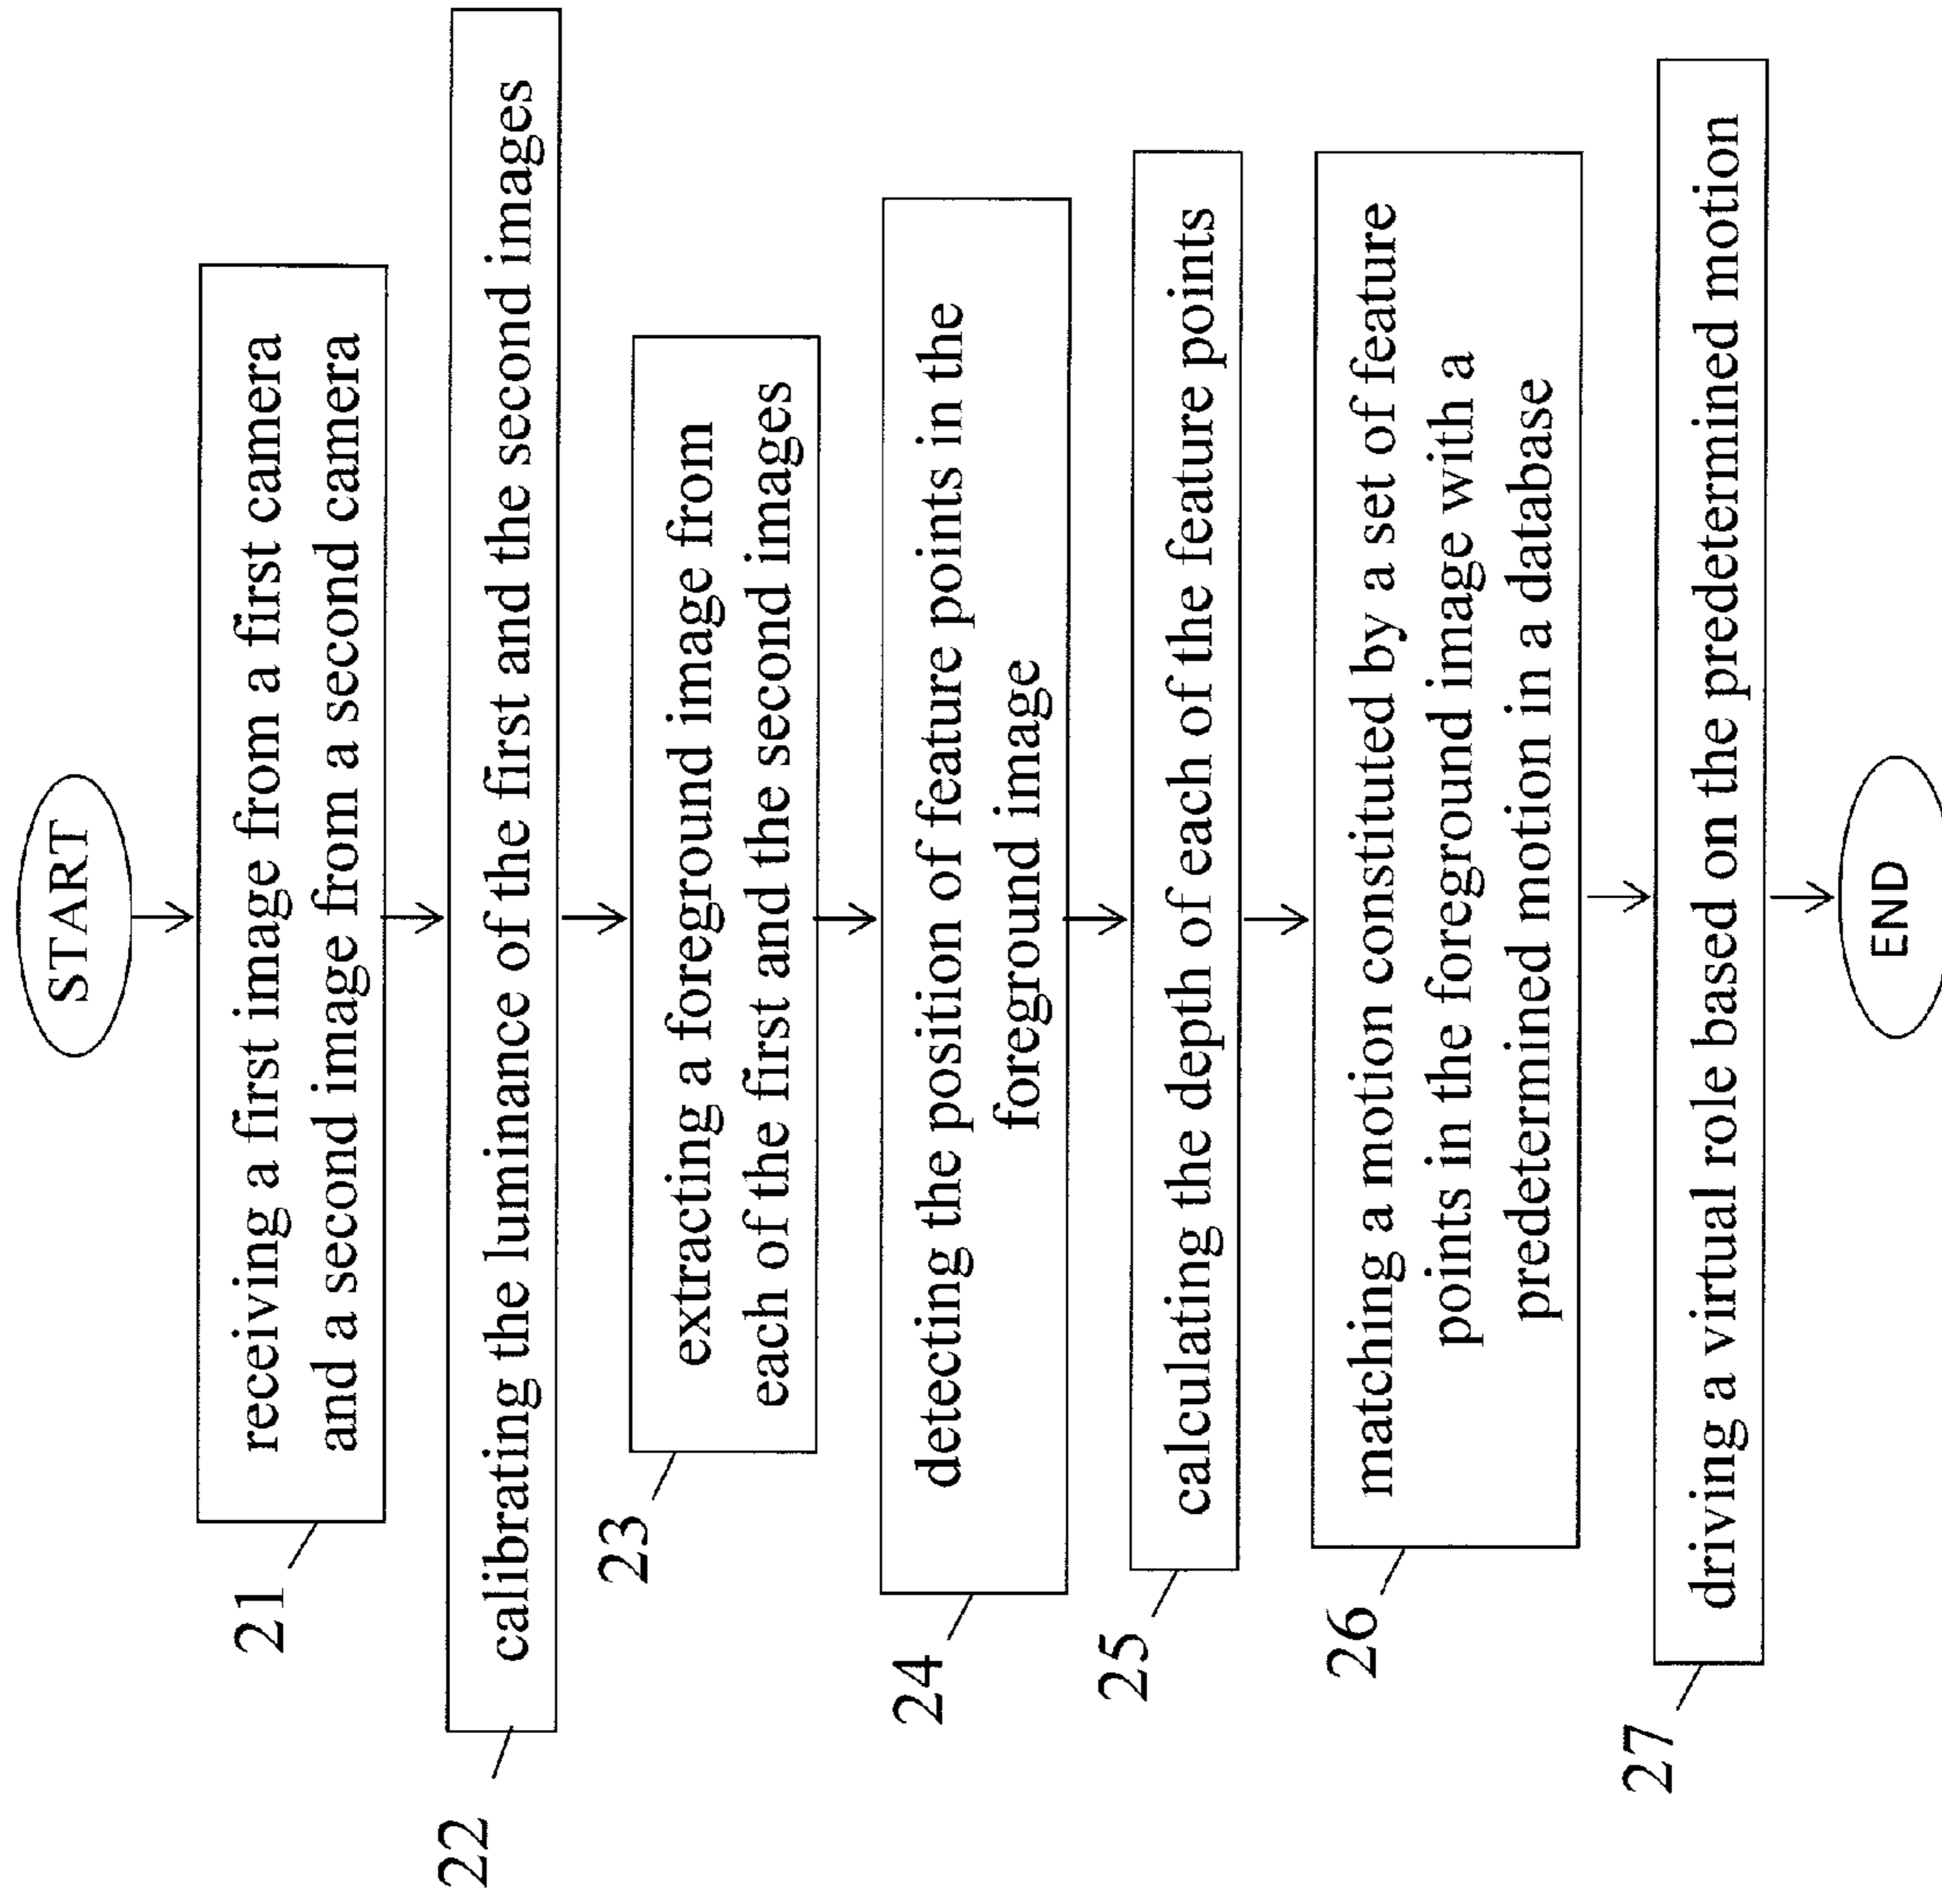 START
21
receiving a first image from a first camera
and a second image from a second camera
22
calibrating the luminance of the first and the second images
23
extracting a foreground image from
each of the first and the second images
24
detecting the position of feature points in the
foreground image
25
calculating the depth of each of the feature points
26
matching a motion constituted by a set of feature
points in the foreground image with a
predetermined motion in a database
27
driving a virtual role based on the predetermined motion
END